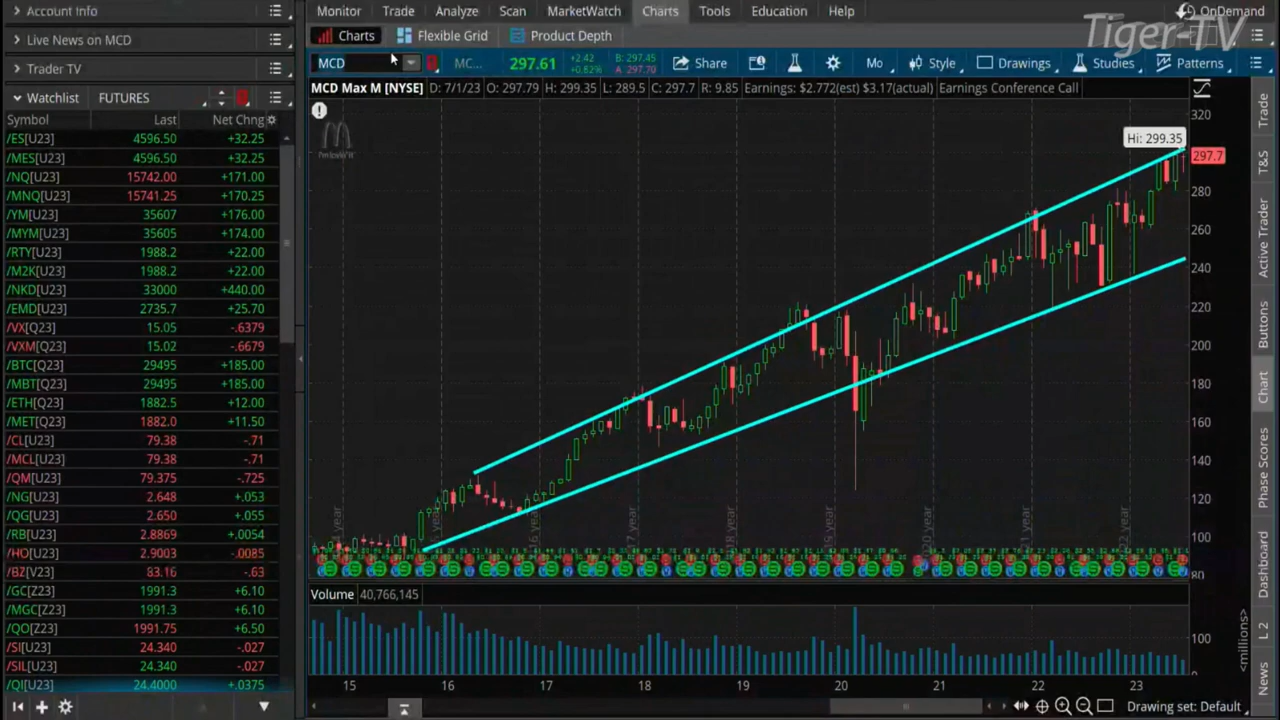 Account Info
Live News on MCD
Trader TV
Watchlist FUTURES
Symbol Last Net Chng
/ES[U23] 4596.50 +32.25
/MES[U23] 4596.50 +32.25
/NQ[U23] 15742.00 +171.00
/MNQ[U23] 15741.25 +170.25
/YM[U23] 35607 +176.00
/MYM[U23] 35605 +174.00
/RTY[U23] 1988.2 +22.00
/M2K[U23] 1988.2 +22.00
/NKD[U23] 33000 +440.00
/EMD[U23] 2735.7 +25.70
/VX[Q23] 15.05 -.6379
/VXM[Q23] 15.02 -.6679
/BTC[Q23] 29495 +185.00
/MBT[Q23] 29495 +185.00
/ETH[Q23] 1882.5 +12.00
/MET[Q23] 1882.0 +11.50
/CL[U23] 79.38 -.71
/MCL[U23] 79.38 -.71
/QM[U23] 79.375 -.725
/NG[U23] 2.648 +.053
/QG[U23] 2.650 +.055
/RB[U23] 2.8869 +.0054
/HO[U23] 2.9003 -.0085
/BZ[V23] 83.16 -.63
/GC[Z23] 1991.3 +6.10
/MGC[Z23] 1991.3 +6.10
/QO[Z23] 1991.75 +6.50
/SI[U23] 24.340 -.027
/SIL[U23] 24.340 -.027
/QI[U23] 24.4000 +.0375
Monitor Trade Analyze Scan MarketWatch Charts Tools Education Help OnDemand
Tiger-TV
Charts Flexible Grid Product Depth
MCD MC... 297.61 +2.42 +0.82% B: 297.45 A: 297.70 Share Mo Style Drawings Studies Patterns
MCD Max M [NYSE] D: 7/1/23 O: 297.79 H: 299.35 L: 289.5 C: 297.7 R: 9.85 Earnings: $2.772(est) $3.17(actual) Earnings Conference Call
i'm lovin' it
Hi: 299.35
320
297.7
280
260
240
220
200
180
160
140
120
100
80
Volume 40,766,145
100
0
<millions>
15 16 17 18 19 20 21 22 23
Drawing set: Default
Trade
T&S
Active Trader
Buttons
Chart
Phase Scores
Dashboard
L 2
News